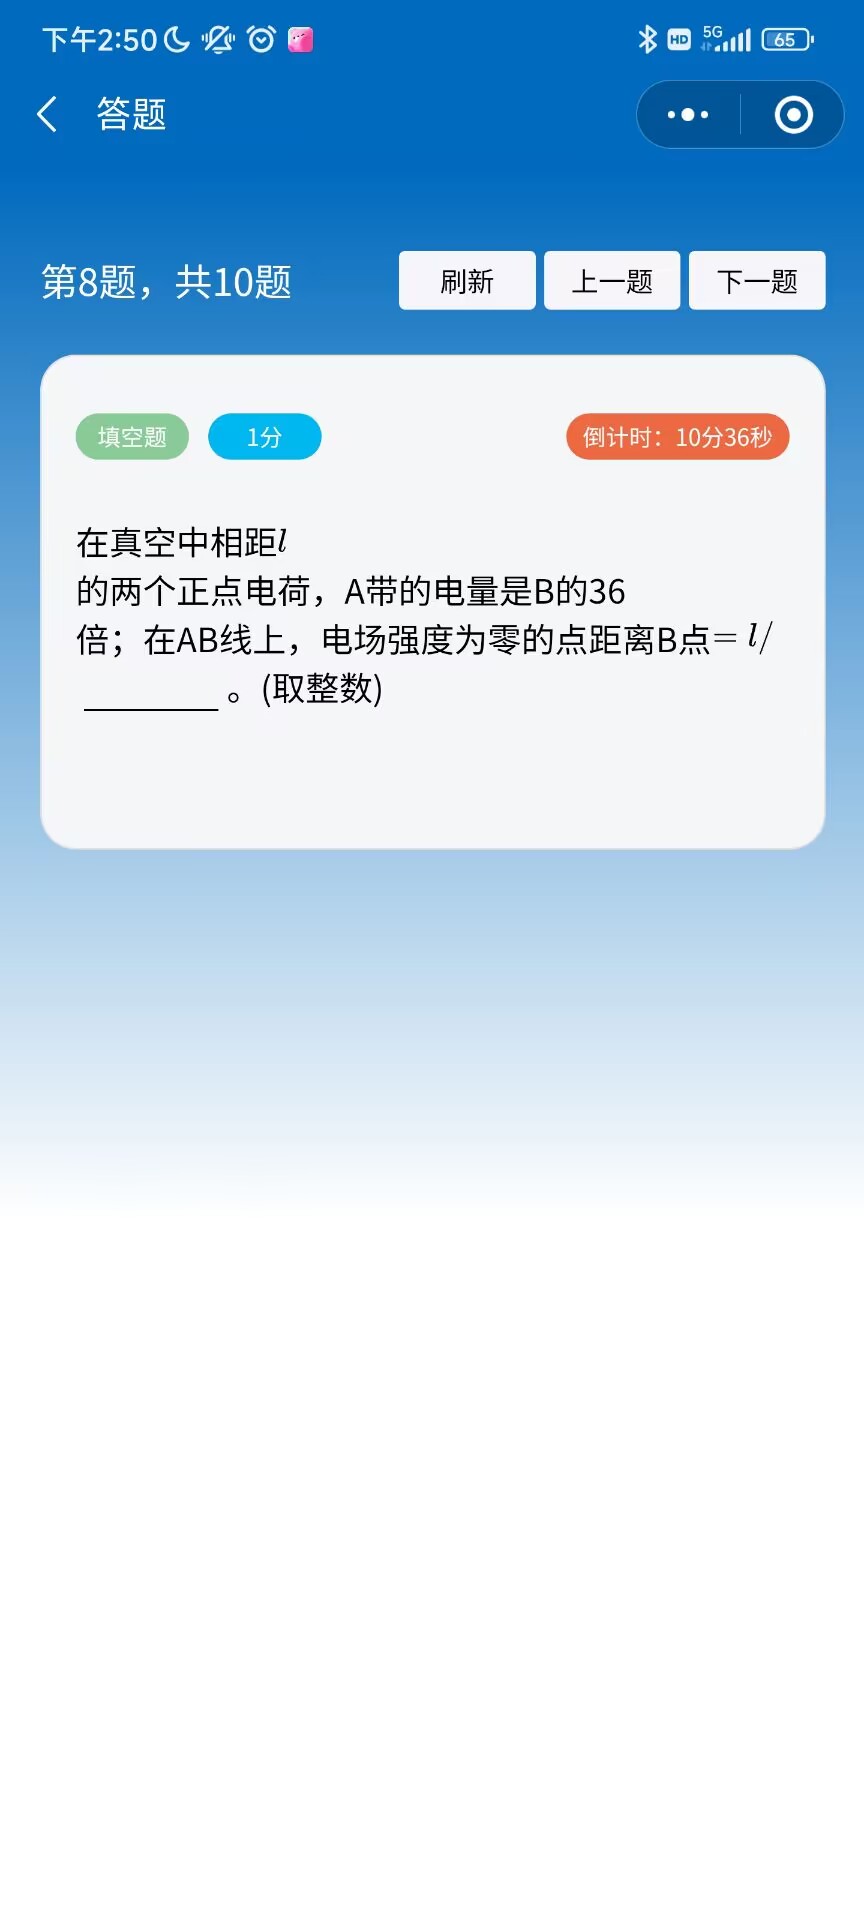 下午2:50 HD 5G 65
答题
第8题，共10题 刷新 上一题 下一题
填空题 1分 倒计时：10分36秒
在真空中相距l
的两个正点电荷，A带的电量是B的36
倍；在AB线上，电场强度为零的点距离B点= l/
________ 。(取整数)